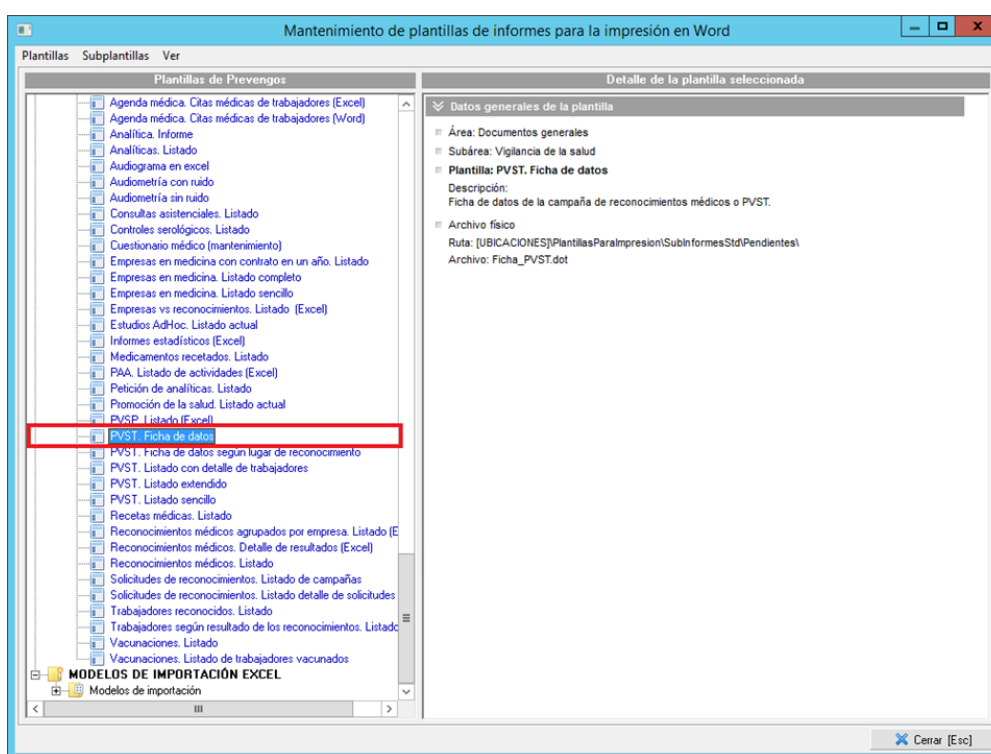 Mantenimiento de plantillas de informes para la impresión en Word
Plantillas Subplantillas Ver
Plantillas de Prevengos
Agenda médica. Citas médicas de trabajadores (Excel)
Agenda médica. Citas médicas de trabajadores (Word)
Analítica. Informe
Analíticas. Listado
Audiograma en excel
Audiometría con ruido
Audiometría sin ruido
Consultas asistenciales. Listado
Controles serológicos. Listado
Cuestionario médico (mantenimiento)
Empresas en medicina con contrato en un año. Listado
Empresas en medicina. Listado completo
Empresas en medicina. Listado sencillo
Empresas vs reconocimientos. Listado (Excel)
Estudios AdHoc. Listado actual
Informes estadísticos (Excel)
Medicamentos recetados. Listado
PAA. Listado de actividades (Excel)
Petición de analíticas. Listado
Promoción de la salud. Listado actual
PVSP. Listado (Excel)
PVST. Ficha de datos
PVST. Ficha de datos según lugar de reconocimiento
PVST. Listado con detalle de trabajadores
PVST. Listado extendido
PVST. Listado sencillo
Recetas médicas. Listado
Reconocimientos médicos agrupados por empresa. Listado (E
Reconocimientos médicos. Detalle de resultados (Excel)
Reconocimientos médicos. Listado
Solicitudes de reconocimientos. Listado de campañas
Solicitudes de reconocimientos. Listado detalle de solicitudes
Trabajadores reconocidos. Listado
Trabajadores según resultado de los reconocimientos. Listado
Vacunaciones. Listado
Vacunaciones. Listado de trabajadores vacunados
MODELOS DE IMPORTACIÓN EXCEL
Modelos de importación
Detalle de la plantilla seleccionada
Datos generales de la plantilla
Área: Documentos generales
Subárea: Vigilancia de la salud
Plantilla: PVST. Ficha de datos
Descripción:
Ficha de datos de la campaña de reconocimientos médicos o PVST.
Archivo físico
Ruta: [UBICACIONES]\PlantillasParaImpresion\SubInformesStd\Pendientes\
Archivo: Ficha_PVST.dot
Cerrar [Esc]